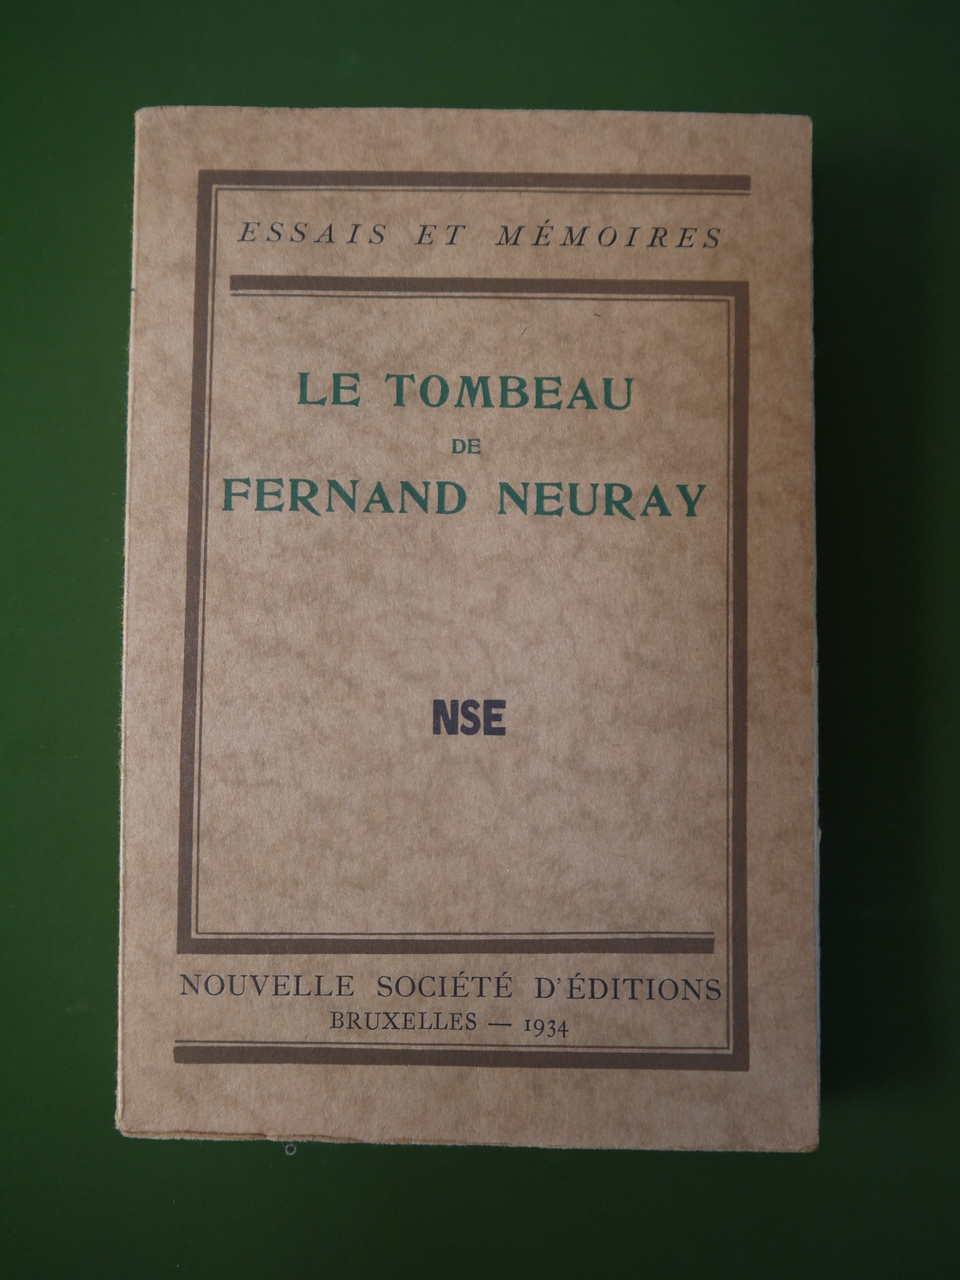 ESSAIS ET MÉMOIRES
LE TOMBEAU
DE
FERNAND NEURAY
NSE
NOUVELLE SOCIÉTÉ D'ÉDITIONS
BRUXELLES — 1934